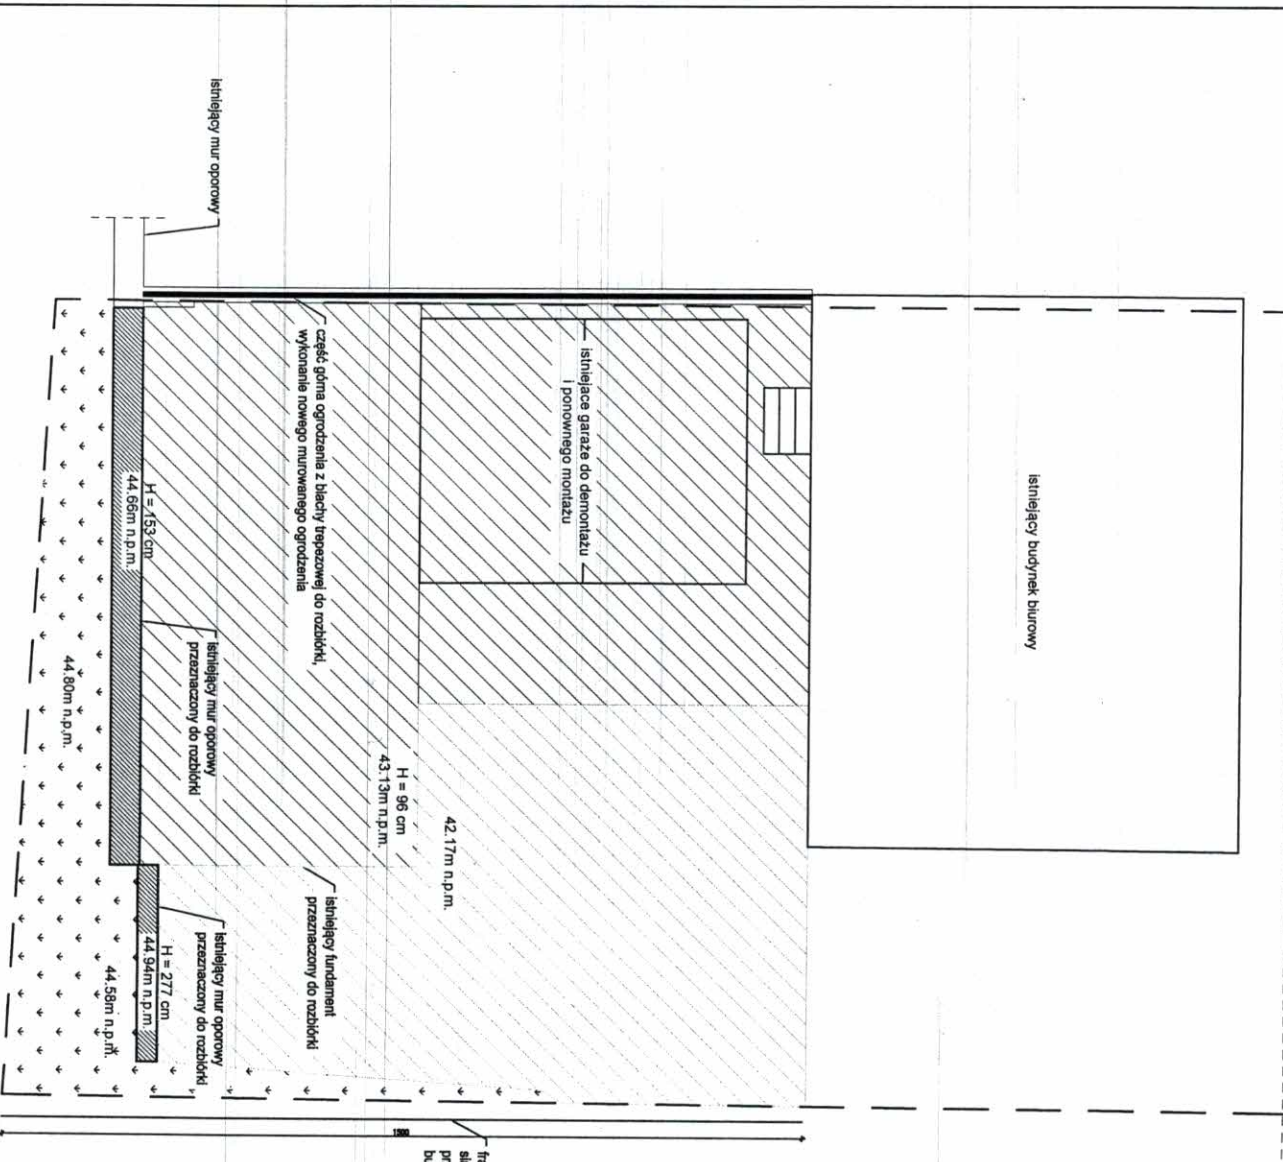 istniejący mur oporowy
istniejący budynek biurowy
istniejace garaże do demontażu
i ponownego montażu
część górna ogrodzenia z blachy trepezowej do rozbiórki,
wykonanie nowego murowanego ogrodzenia
H = 153 cm
44.66m n.p.m.
istniejący mur oporowy
przeznaczony do rozbiórki
44.80m n.p.m.
H = 96 cm
43.13m n.p.m.
42.17m n.p.m.
istniejący fundament
przeznaczony do rozbiórki
istniejący mur oporowy
przeznaczony do rozbiórki
H = 277 cm
44.94m n.p.m.
44.58m n.p.m.
1500